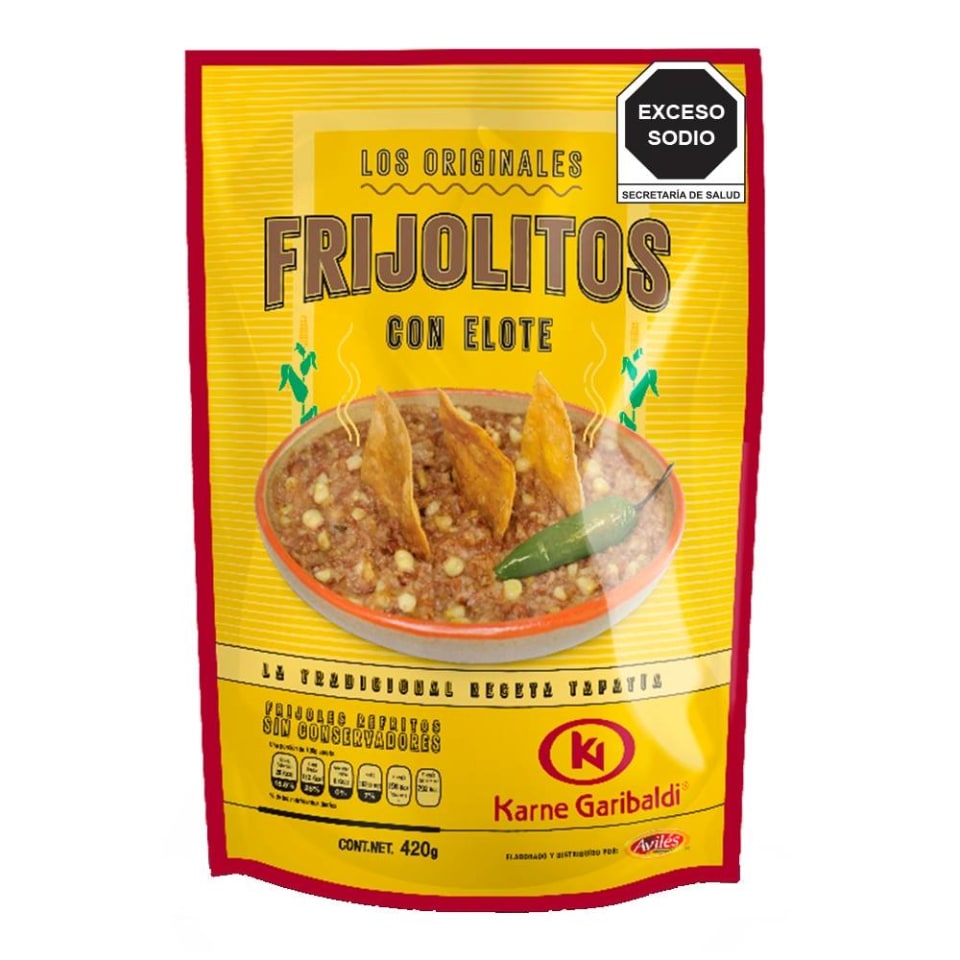 EXCESO
SODIO
SECRETARÍA DE SALUD
LOS ORIGINALES
FRIJOLITOS
CON ELOTE
LA TRADICIONAL RECETA TAPATÍA
FRIJOLES REFRITOS
SIN CONSERVADORES
K
Karne Garibaldi®
CONT.NET. 420g
ELABORADO Y DISTRIBUIDO POR:
Avilés